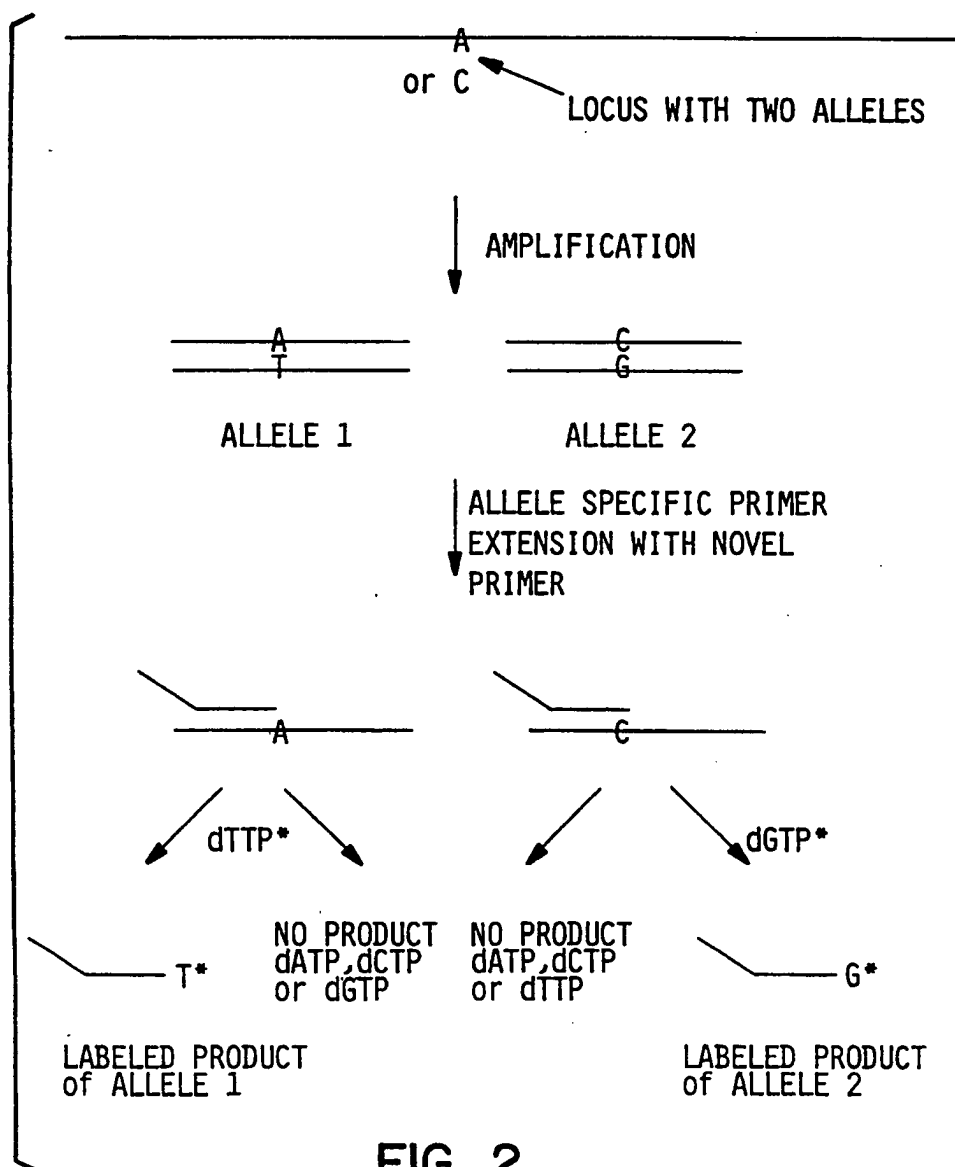 A
or C
LOCUS WITH TWO ALLELES
AMPLIFICATION
A
T
C
G
ALLELE 1
ALLELE 2
ALLELE SPECIFIC PRIMER
EXTENSION WITH NOVEL
PRIMER
A
C
dTTP*
dGTP*
T*
NO PRODUCT
dATP,dCTP
or dGTP
NO PRODUCT
dATP,dCTP
or dTTP
G*
LABELED PRODUCT
of ALLELE 1
LABELED PRODUCT
of ALLELE 2
FIG. 2